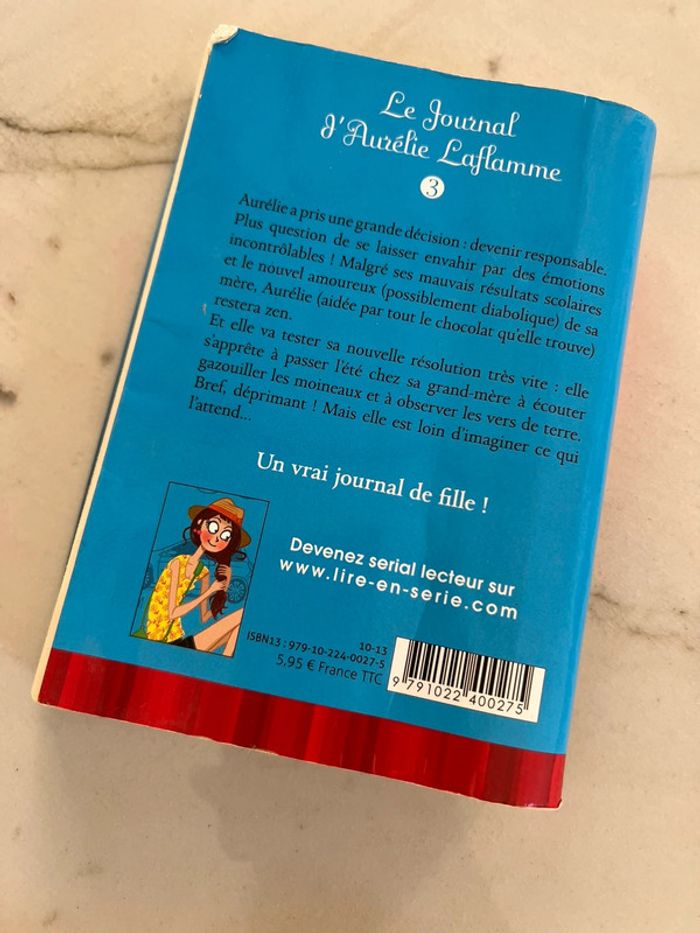 Le Journal
d'Aurélie Laflamme
3
Aurélie a pris une grande décision : devenir responsable.
Plus question de se laisser envahir par des émotions
incontrôlables ! Malgré ses mauvais résultats scolaires
et le nouvel amoureux (possiblement diabolique) de sa
mère, Aurélie (aidée par tout le chocolat qu'elle trouve)
restera zen.
Et elle va tester sa nouvelle résolution très vite : elle
s'apprête à passer l'été chez sa grand-mère à écouter
gazouiller les moineaux et à observer les vers de terre.
Bref, déprimant ! Mais elle est loin d'imaginer ce qui
l'attend...
Un vrai journal de fille !
Devenez serial lecteur sur
www.lire-en-serie.com
10-13
ISBN13 : 979-10-224-0027-5
5,95 € France TTC
9 791022 400275